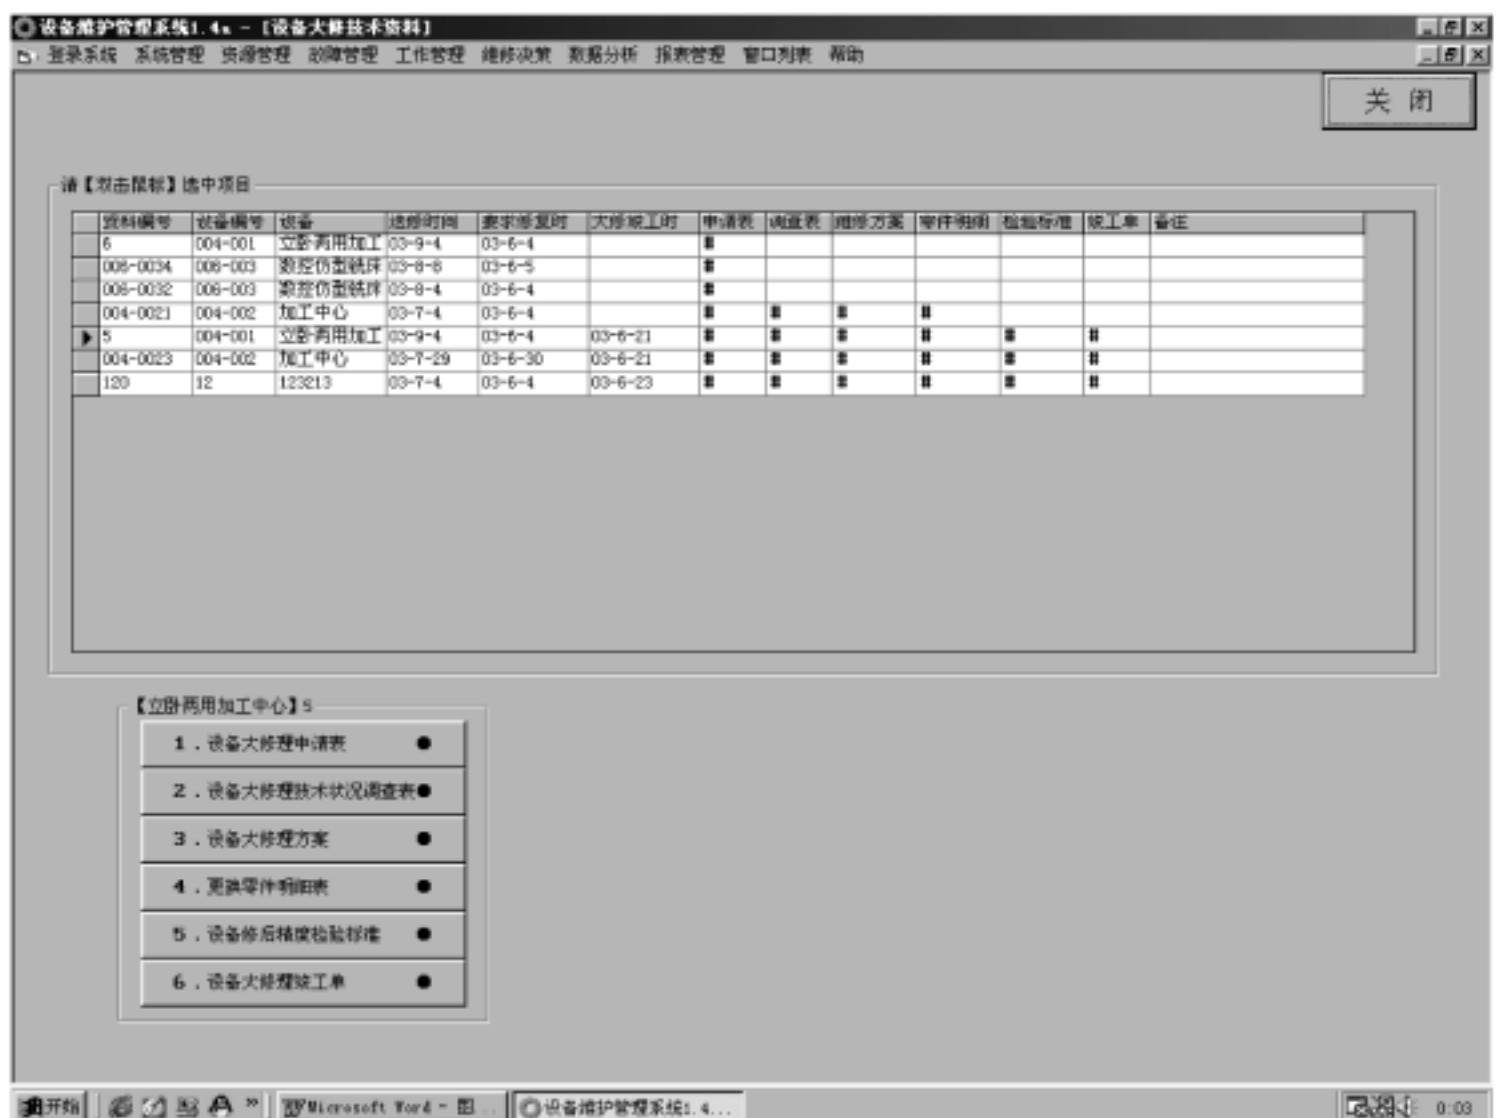 设备维护管理系统1.4a - [设备大修技术资料]
登录系统 系统管理 资源管理 故障管理 工作管理 维修决策 数据分析 报表管理 窗口列表 帮助
关 闭
请【双击鼠标】选中项目
资料编号 设备编号 设备 送修时间 要求修复时 大修竣工时 申请表 调查表 维修方案 零件明细 检验标准 竣工单 备注
6 004-001 立卧两用加工 03-9-4 03-6-4 #
006-0034 006-003 数控仿型铣床 03-8-8 03-6-5 #
006-0032 006-003 数控仿型铣床 03-8-4 03-6-4 #
004-0021 004-002 加工中心 03-7-4 03-6-4 # # # #
5 004-001 立卧两用加工 03-9-4 03-6-4 03-6-21 # # # # # #
004-0023 004-002 加工中心 03-7-29 03-6-30 03-6-21 # # # # # #
120 12 123213 03-7-4 03-6-4 03-6-23 # # # # # #
【立卧两用加工中心】5
1．设备大修理申请表 ●
2．设备大修理技术状况调查表●
3．设备大修理方案 ●
4．更换零件明细表 ●
5．设备修后精度检验标准 ●
6．设备大修理竣工单 ●
开始 » Microsoft Word - 图... 设备维护管理系统1.4... 0:03